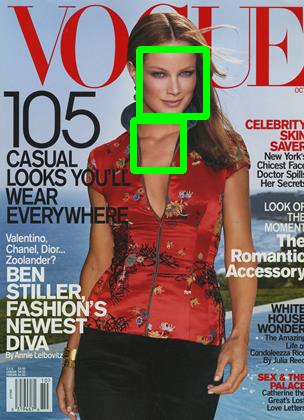 VOGUE
OCT
105
CASUAL
LOOKS YOU'LL
WEAR
EVERYWHERE
Valentino,
Chanel, Dior...
Zoolander?
BEN
STILLER,
FASHION'S
NEWEST
DIVA
By Annie Leibovitz
CELEBRITY
SKIN
SAVER
New York's
Chicest Face
Doctor Spills
Her Secrets
LOOK OF
THE
MOMENT
The
Romantic
Accessory
WHITE
HOUSE
WONDER
The Amazing
Life of
Condoleezza Rice
By Julia Reed
SEX & THE
PALACE
Catherine the
Great's Lost
Love Letters